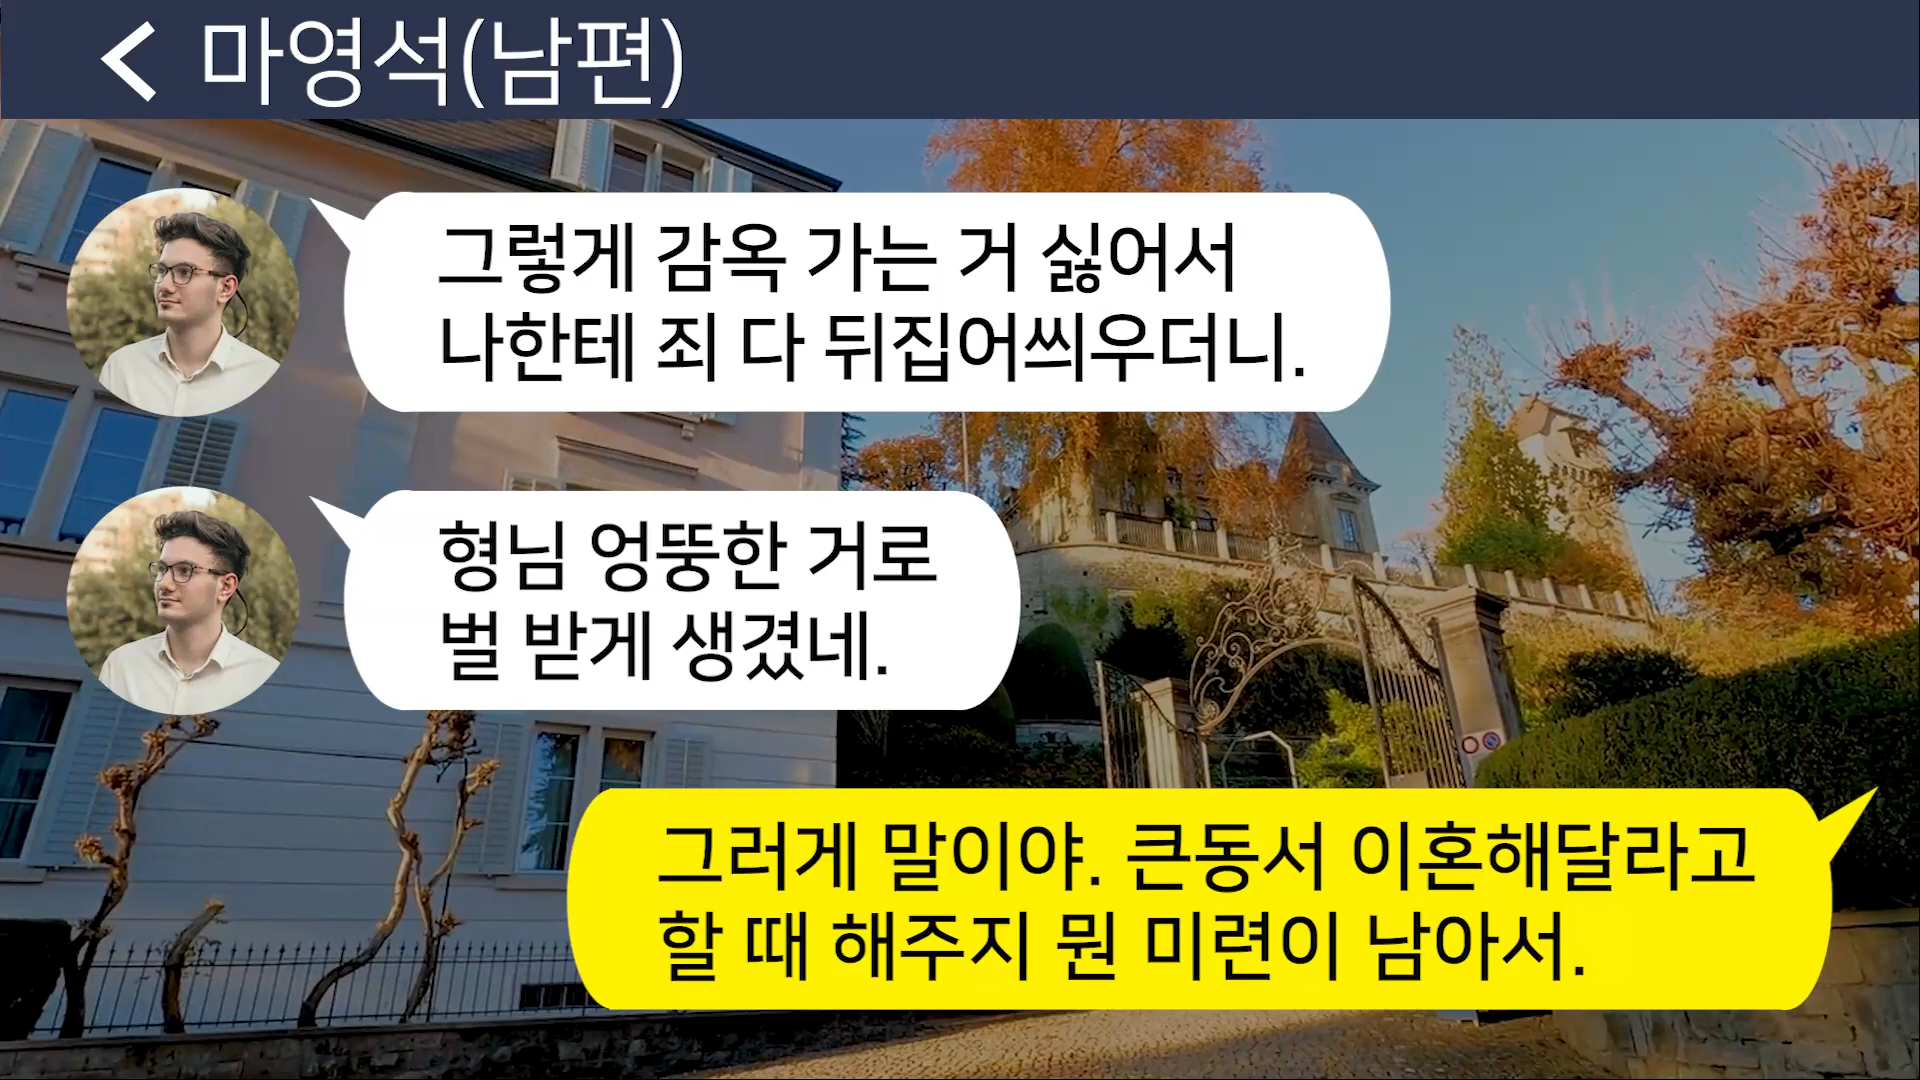 마영석(남편)
그렇게 감옥 가는 거 싫어서
나한테 죄 다 뒤집어씌우더니.
형님 엉뚱한 거로
벌 받게 생겼네.
그러게 말이야. 큰동서 이혼해달라고
할 때 해주지 뭔 미련이 남아서.